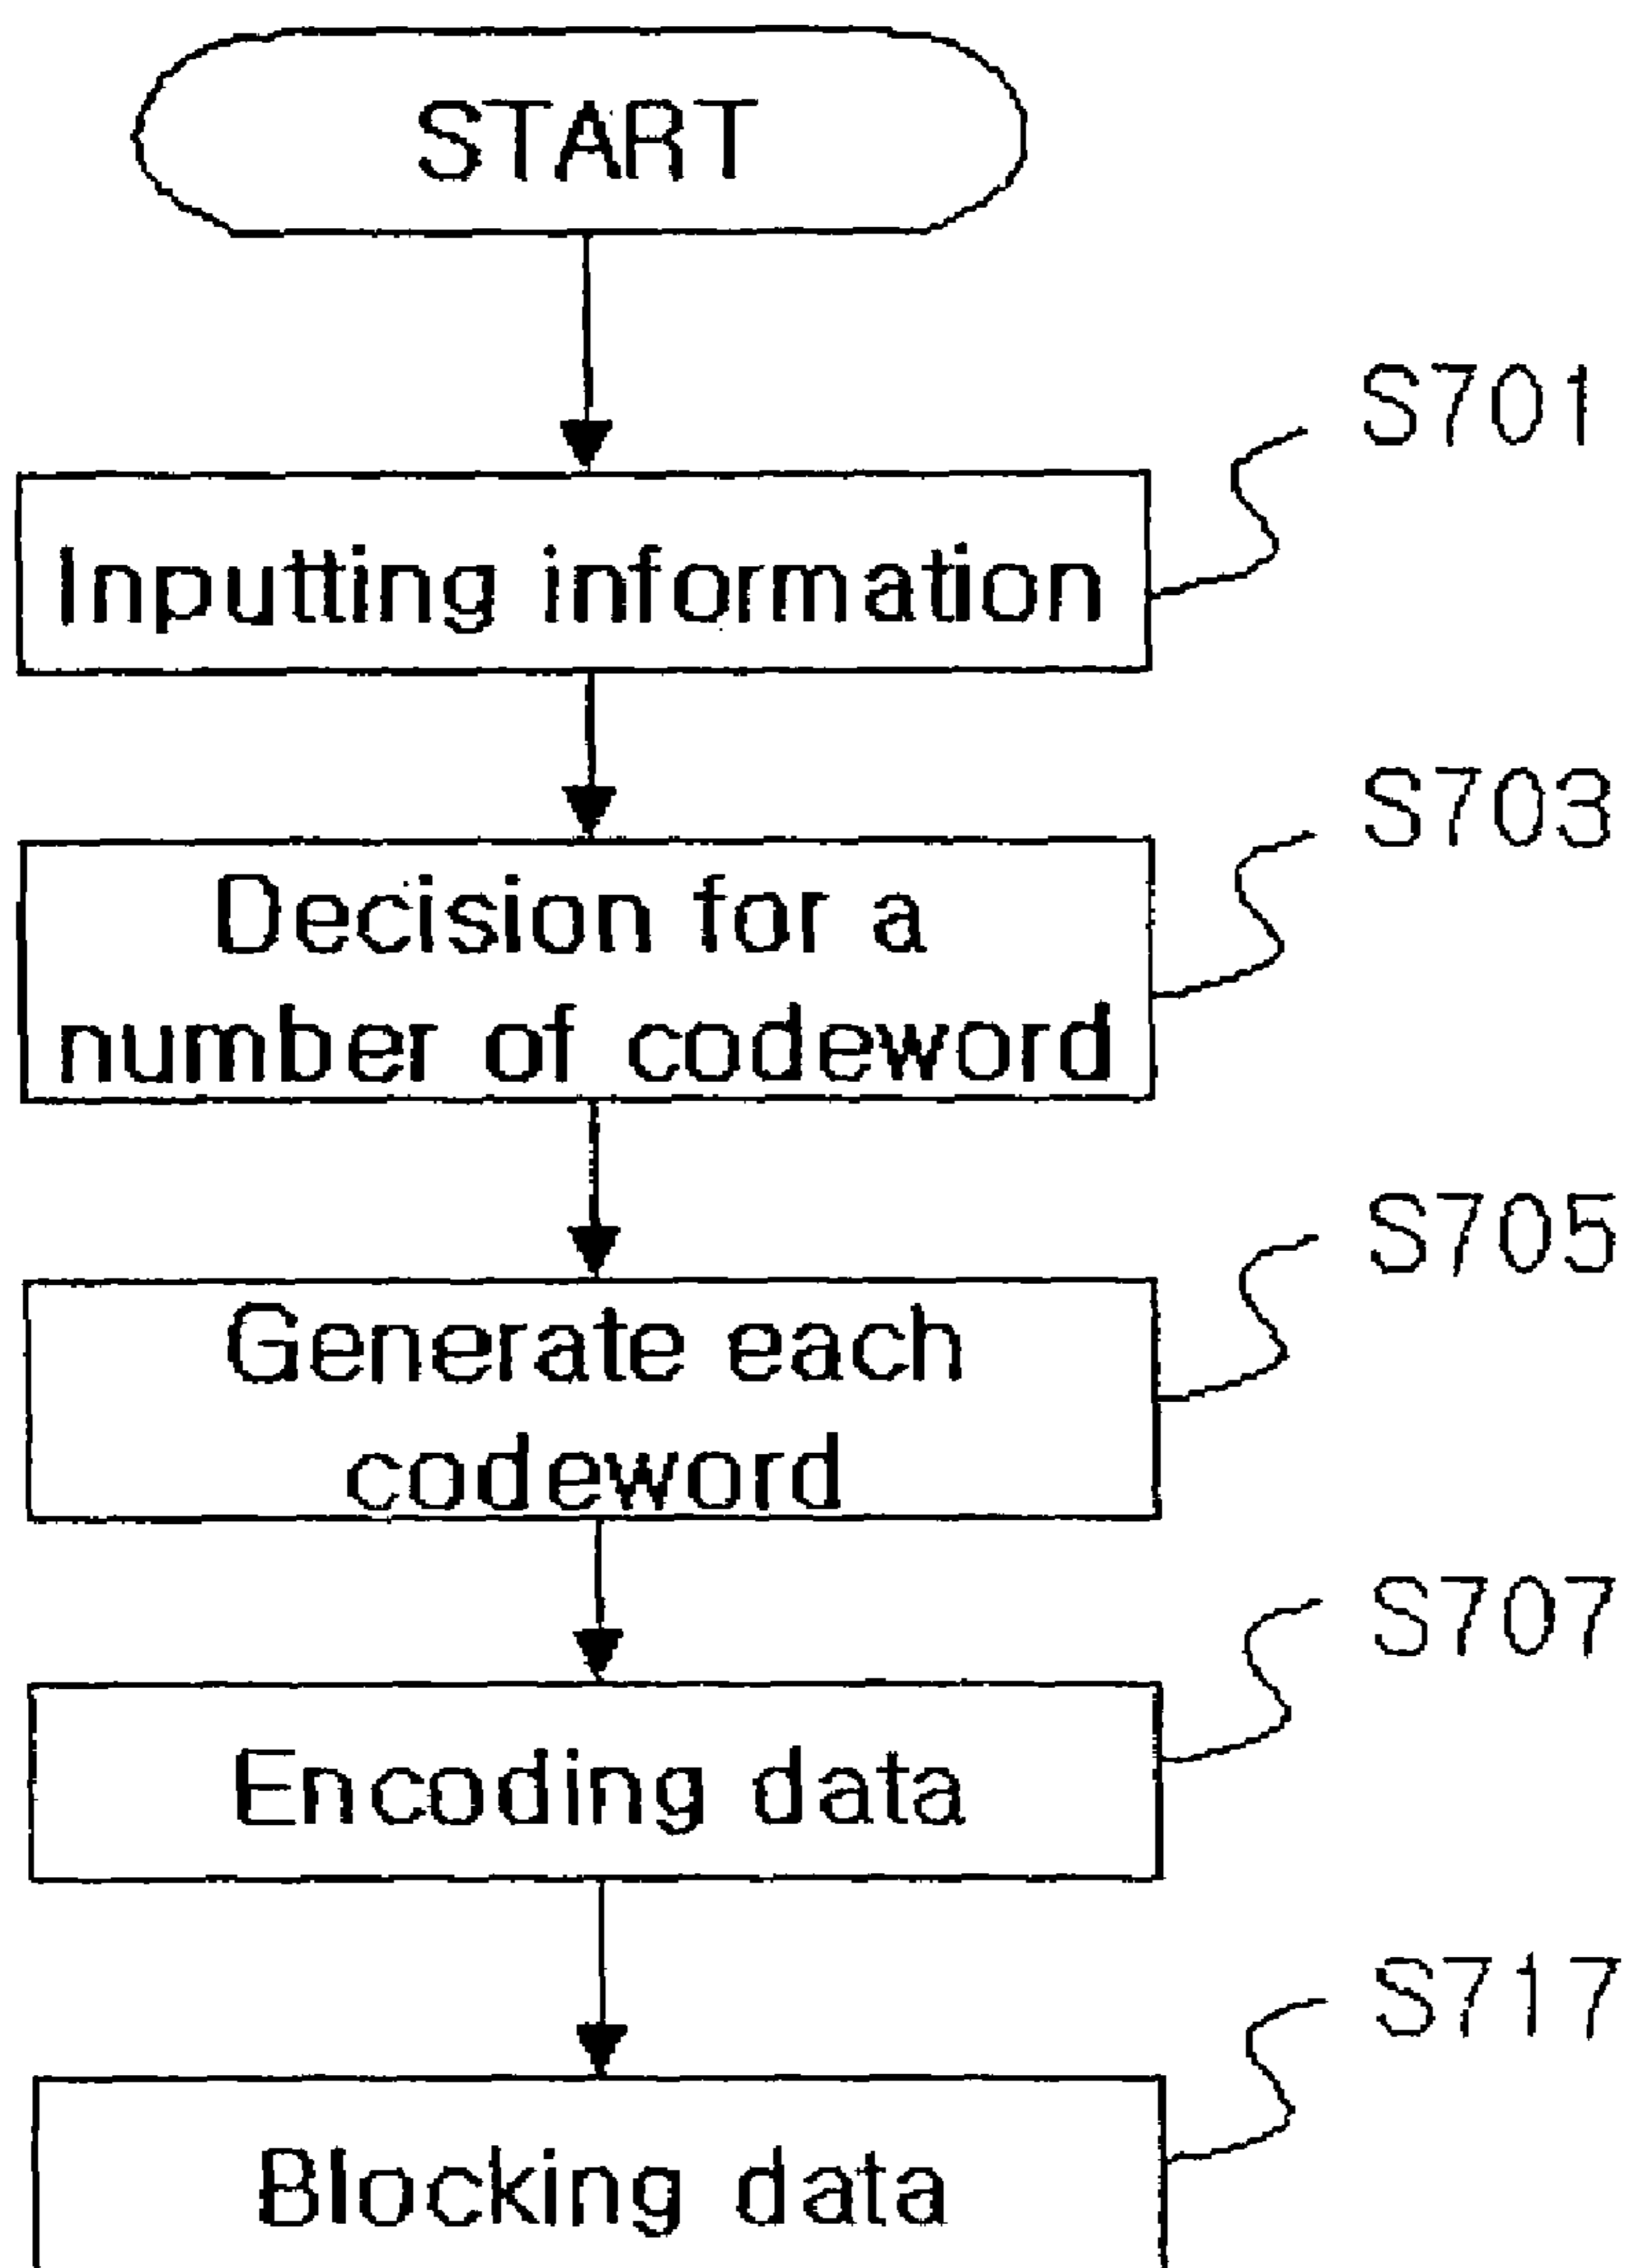 START
S701
Inputting information
S703
Decision for a
number of codeword
S705
Generate each
codeword
S707
Encoding data
S717
Blocking data